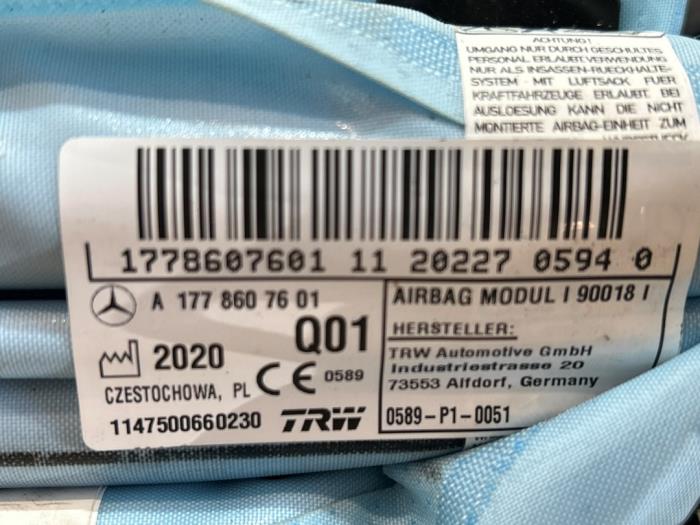 ACHTUNG!
UMGANG NUR DURCH GESCHULTES
PERSONAL ERLAUBT.VERWENDUNG
NUR ALS INSASSEN-RUECKHALTE-
SYSTEM - MIT LUFTSACK FUER
KRAFTFAHRZEUGE ERLAUBT. BEI
AUSLOESUNG KANN DIE NICHT
MONTIERTE AIRBAG-EINHEIT ZUM
1778607601 11 20227 0594 0
A 177 860 76 01
Q01
2020
CZESTOCHOWA, PL CE 0589
1147500660230 TRW
AIRBAG MODUL I 90018 I
HERSTELLER:
TRW Automotive GmbH
Industriestrasse 20
73553 Alfdorf, Germany
0589-P1-0051